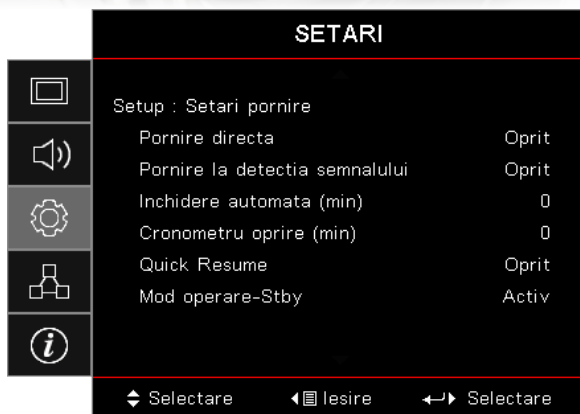 SETARI
Setup : Setari pornire
Pornire directa Oprit
Pornire la detectia semnalului Oprit
Inchidere automata (min) 0
Cronometru oprire (min) 0
Quick Resume Oprit
Mod operare-Stby Activ
Selectare Iesire Selectare